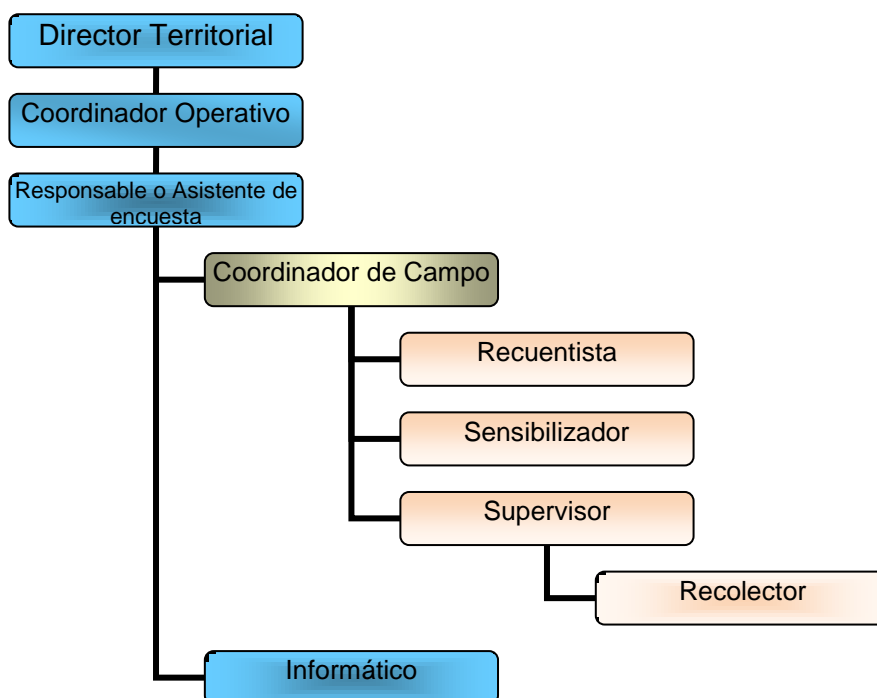 Director Territorial
Coordinador Operativo
Responsable o Asistente de
encuesta
Coordinador de Campo
Recuentista
Sensibilizador
Supervisor
Recolector
Informático